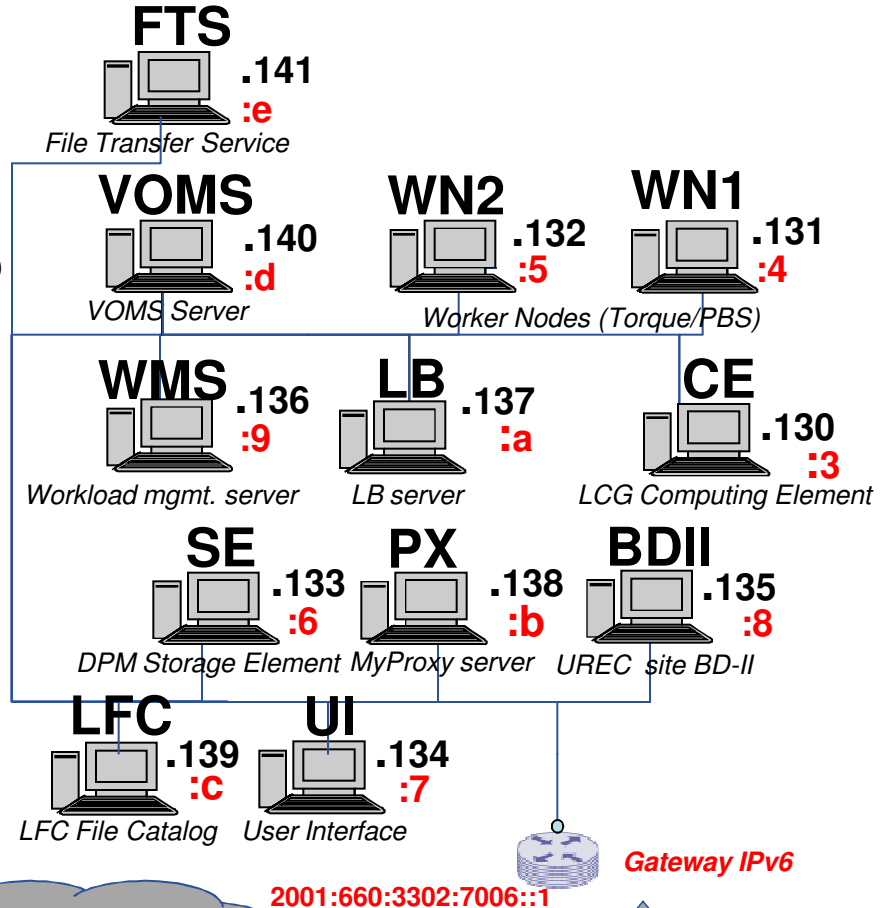 FTS
.141
:e
File Transfer Service
VOMS
.140
:d
VOMS Server
WN2
.132
:5
WN1
.131
:4
Worker Nodes (Torque/PBS)
WMS
.136
:9
Workload mgmt. server
LB
.137
:a
LB server
CE
.130
:3
LCG Computing Element
SE
.133
:6
DPM Storage Element
PX
.138
:b
MyProxy server
BDII
.135
:8
UREC site BD-II
LFC
.139
:c
LFC File Catalog
UI
.134
:7
User Interface
Gateway IPv6
2001:660:3302:7006::1
)